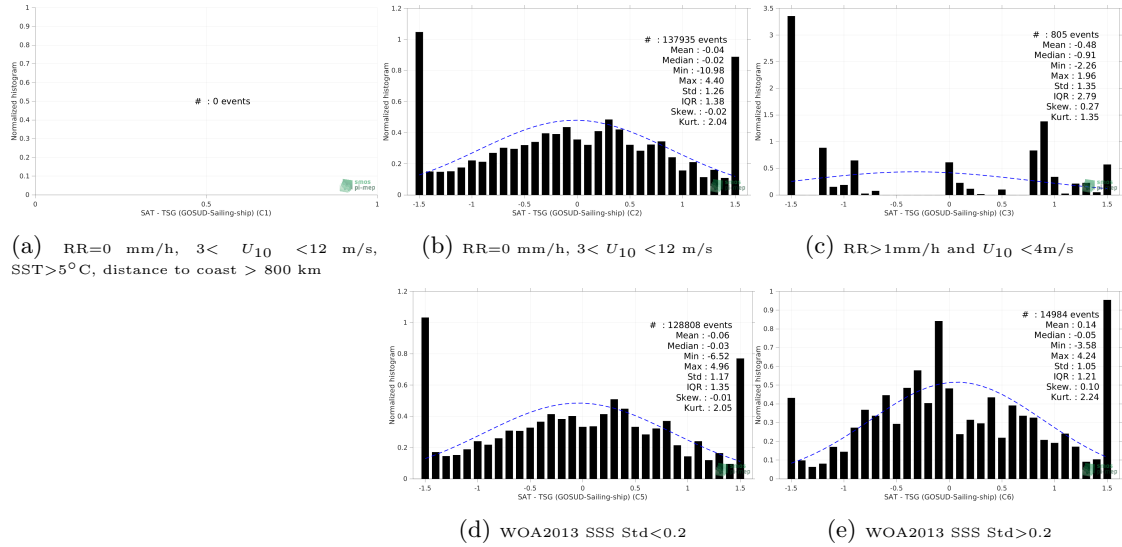 Normalized histogram
1
0.9
0.8
0.7
0.6
0.5
0.4
0.3
0.2
0.1
0
# : 0 events
smos
pi-mep
0 0.5 1
SAT - TSG (GOSUD-Sailing-ship) (C1)
(a) RR=0 mm/h, 3< U10 <12 m/s,
SST>5°C, distance to coast > 800 km
Normalized histogram
1.2
1
0.8
0.6
0.4
0.2
0
# : 137935 events
Mean : -0.04
Median : -0.02
Min : -10.98
Max : 4.40
Std : 1.26
IQR : 1.38
Skew. : -0.02
Kurt. : 2.04
smos
pi-mep
-1.5 -1 -0.5 0 0.5 1 1.5
SAT - TSG (GOSUD-Sailing-ship) (C2)
(b) RR=0 mm/h, 3< U10 <12 m/s
Normalized histogram
3.5
3
2.5
2
1.5
1
0.5
0
# : 805 events
Mean : -0.48
Median : -0.91
Min : -2.26
Max : 1.96
Std : 1.35
IQR : 2.79
Skew. : 0.27
Kurt. : 1.35
smos
pi-mep
-1.5 -1 -0.5 0 0.5 1 1.5
SAT - TSG (GOSUD-Sailing-ship) (C3)
(c) RR>1mm/h and U10 <4m/s
Normalized histogram
1.2
1
0.8
0.6
0.4
0.2
0
# : 128808 events
Mean : -0.06
Median : -0.03
Min : -6.52
Max : 4.96
Std : 1.17
IQR : 1.35
Skew. : -0.01
Kurt. : 2.05
smos
pi-mep
-1.5 -1 -0.5 0 0.5 1 1.5
SAT - TSG (GOSUD-Sailing-ship) (C5)
(d) WOA2013 SSS Std<0.2
Normalized histogram
1
0.9
0.8
0.7
0.6
0.5
0.4
0.3
0.2
0.1
0
# : 14984 events
Mean : 0.14
Median : -0.05
Min : -3.58
Max : 4.24
Std : 1.05
IQR : 1.21
Skew. : 0.10
Kurt. : 2.24
smos
pi-mep
-1.5 -1 -0.5 0 0.5 1 1.5
SAT - TSG (GOSUD-Sailing-ship) (C6)
(e) WOA2013 SSS Std>0.2